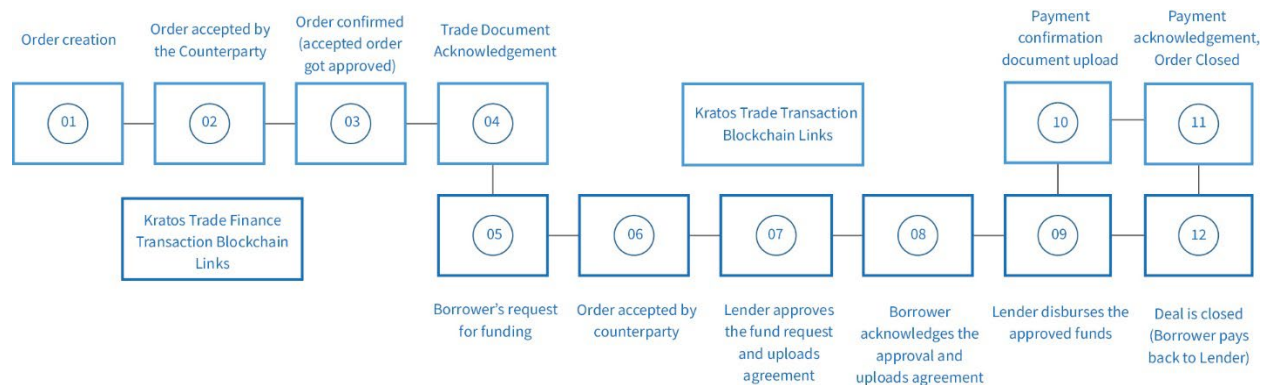 Order creation
Order accepted by
the Counterparty
Order confirmed
(accepted order
got approved)
Trade Document
Acknowledgement
Payment
confirmation
document upload
Payment
acknowledgement,
Order Closed
01
02
03
04
Kratos Trade Transaction
Blockchain Links
10
11
Kratos Trade Finance
Transaction Blockchain
Links
05
06
07
08
09
12
Borrower’s request
for funding
Order accepted by
counterparty
Lender approves
the fund request
and uploads
agreement
Borrower
acknowledges the
approval and
uploads agreement
Lender disburses the
approved funds
Deal is closed
(Borrower pays
back to Lender)